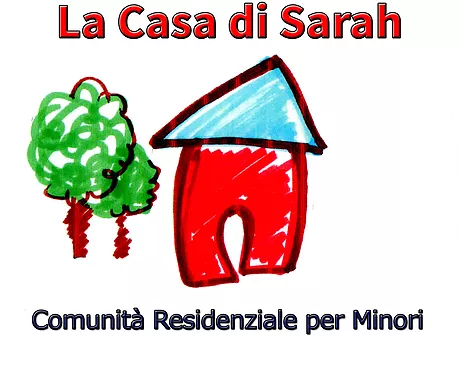 La Casa di Sarah
Comunità Residenziale per Minori